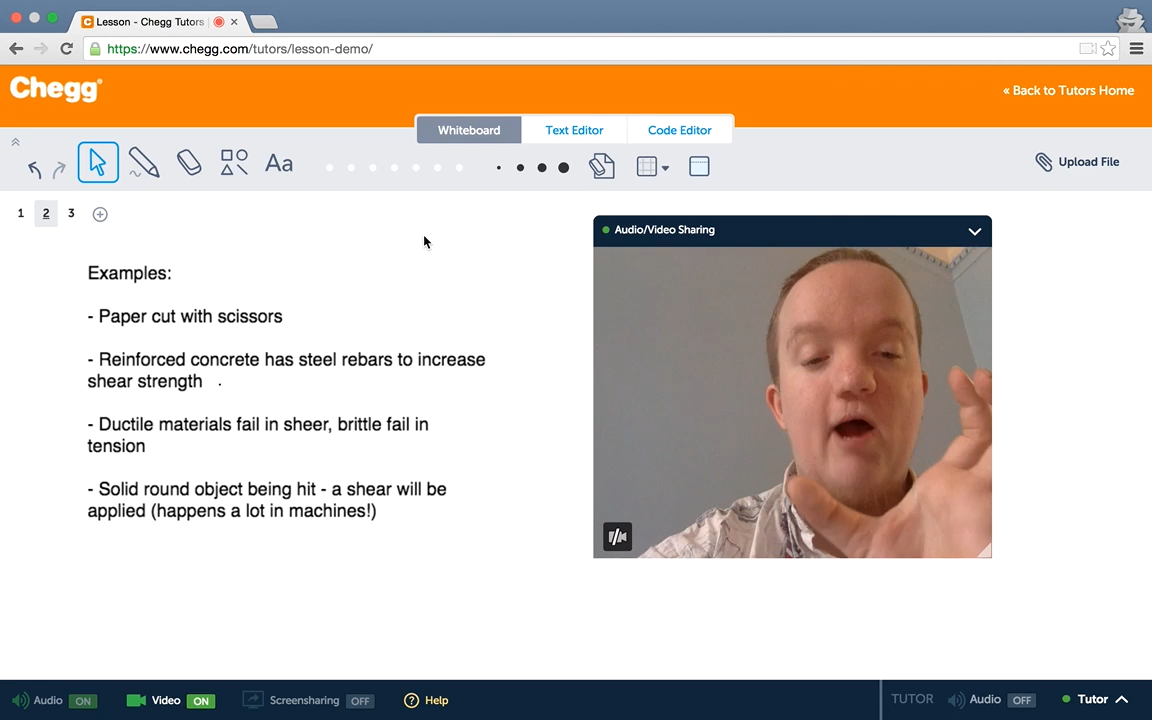 Lesson - Chegg Tutors
https://www.chegg.com/tutors/lesson-demo/
Chegg
« Back to Tutors Home
Whiteboard Text Editor Code Editor
Aa
Upload File
1 2 3
Audio/Video Sharing
Examples:
- Paper cut with scissors
- Reinforced concrete has steel rebars to increase
shear strength
- Ductile materials fail in sheer, brittle fail in
tension
- Solid round object being hit - a shear will be
applied (happens a lot in machines!)
Audio ON Video ON Screensharing OFF ? Help TUTOR Audio OFF Tutor